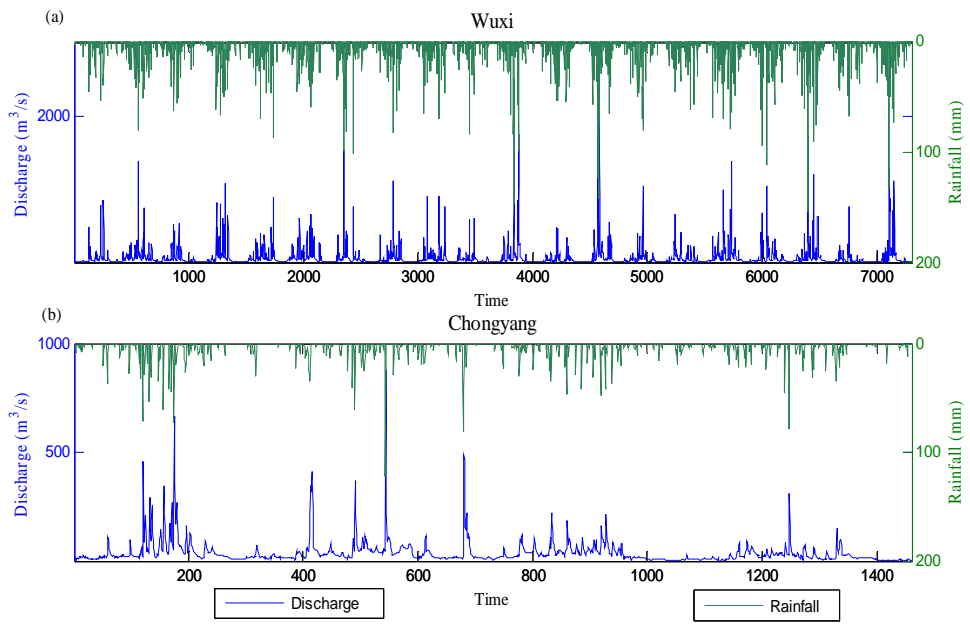 (a)
Wuxi
Discharge (m³/s)
2000
0
100
200
Rainfall (mm)
1000 2000 3000 4000 5000 6000 7000
Time
(b)
Chongyang
Discharge (m³/s)
1000
500
0
100
200
Rainfall (mm)
200 400 600 800 1000 1200 1400
Time
Discharge
Rainfall